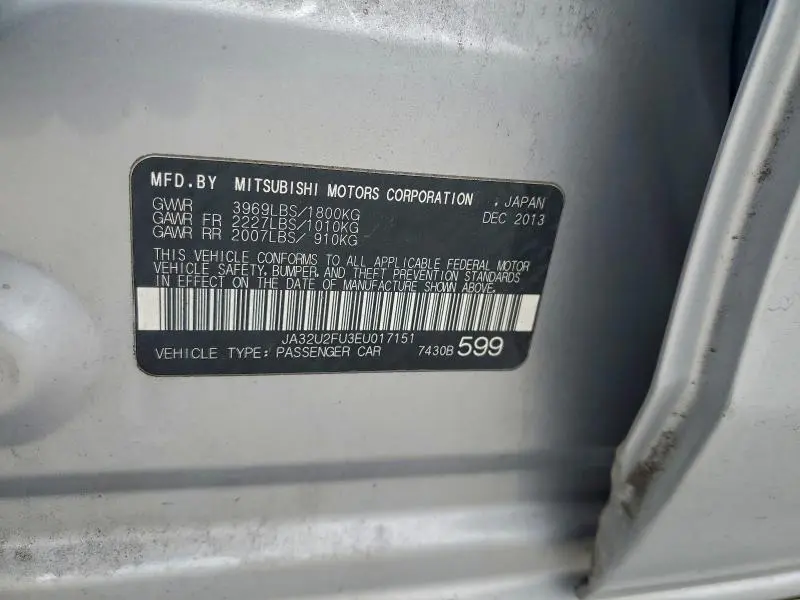 MFD.BY MITSUBISHI MOTORS CORPORATION , JAPAN
GVWR 3969LBS/1800KG DEC 2013
GAWR FR 2227LBS/1010KG
GAWR RR 2007LBS/ 910KG
THIS VEHICLE CONFORMS TO ALL APPLICABLE FEDERAL MOTOR
VEHICLE SAFETY, BUMPER, AND THEFT PREVENTION STANDARDS
IN EFFECT ON THE DATE OF MANUFACTURE SHOWN ABOVE.
JA32U2FU3EU017151
VEHICLE TYPE: PASSENGER CAR 7430B 599